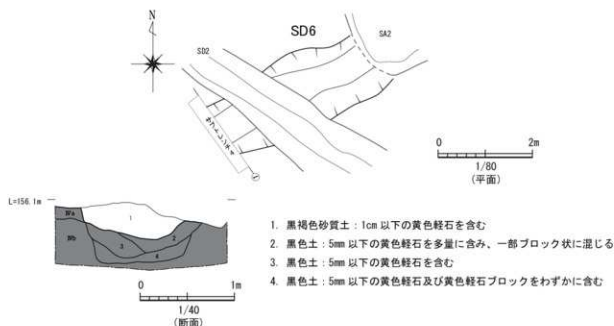 N
SD6
SA2
SD2
2m
1/80
(平面)
L=156.1m
1
2
3
4
0
1m
1/40
(断面)
1. 黒褐色砂質土：1cm 以下の黄色軽石を含む
2. 黒色土：5mm 以下の黄色軽石を多量に含み、一部ブロック状に混じる
3. 黒色土：5mm 以下の黄色軽石を含む
4. 黒色土：5mm 以下の黄色軽石及び黄色軽石ブロックをわずかに含む